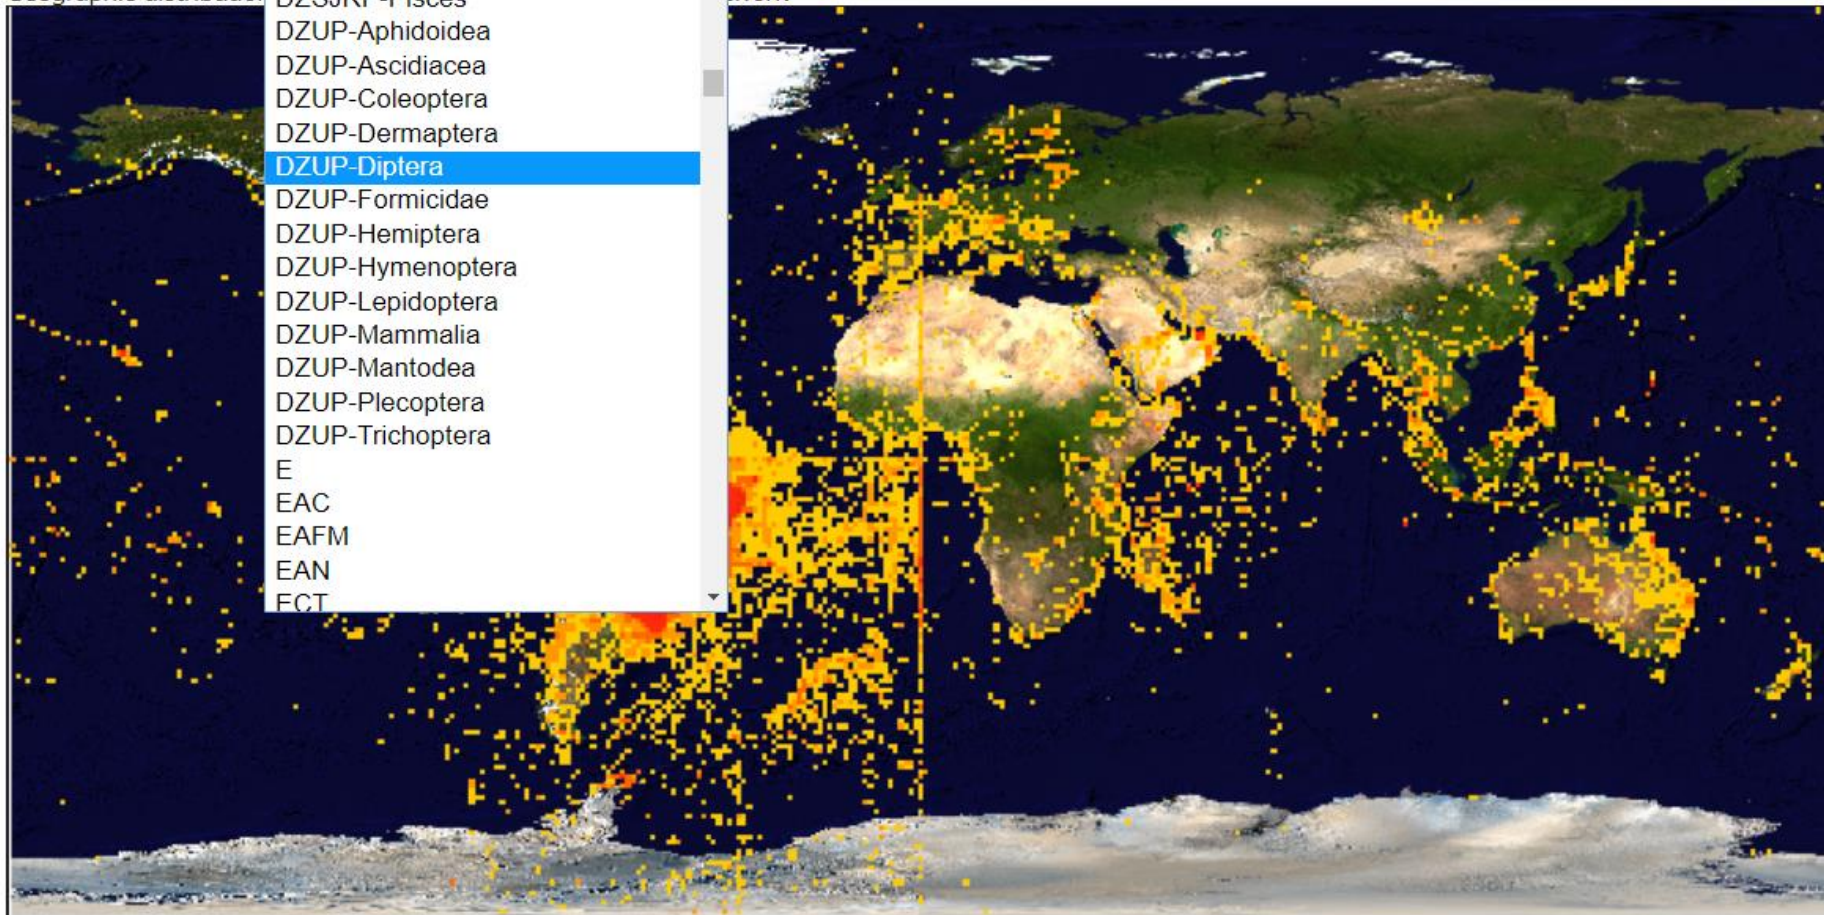 DZUP-Aphidoidea
DZUP-Ascidiacea
DZUP-Coleoptera
DZUP-Dermaptera
DZUP-Diptera
DZUP-Formicidae
DZUP-Hemiptera
DZUP-Hymenoptera
DZUP-Lepidoptera
DZUP-Mammalia
DZUP-Mantodea
DZUP-Plecoptera
DZUP-Trichoptera
E
EAC
EAFM
EAN
ECT